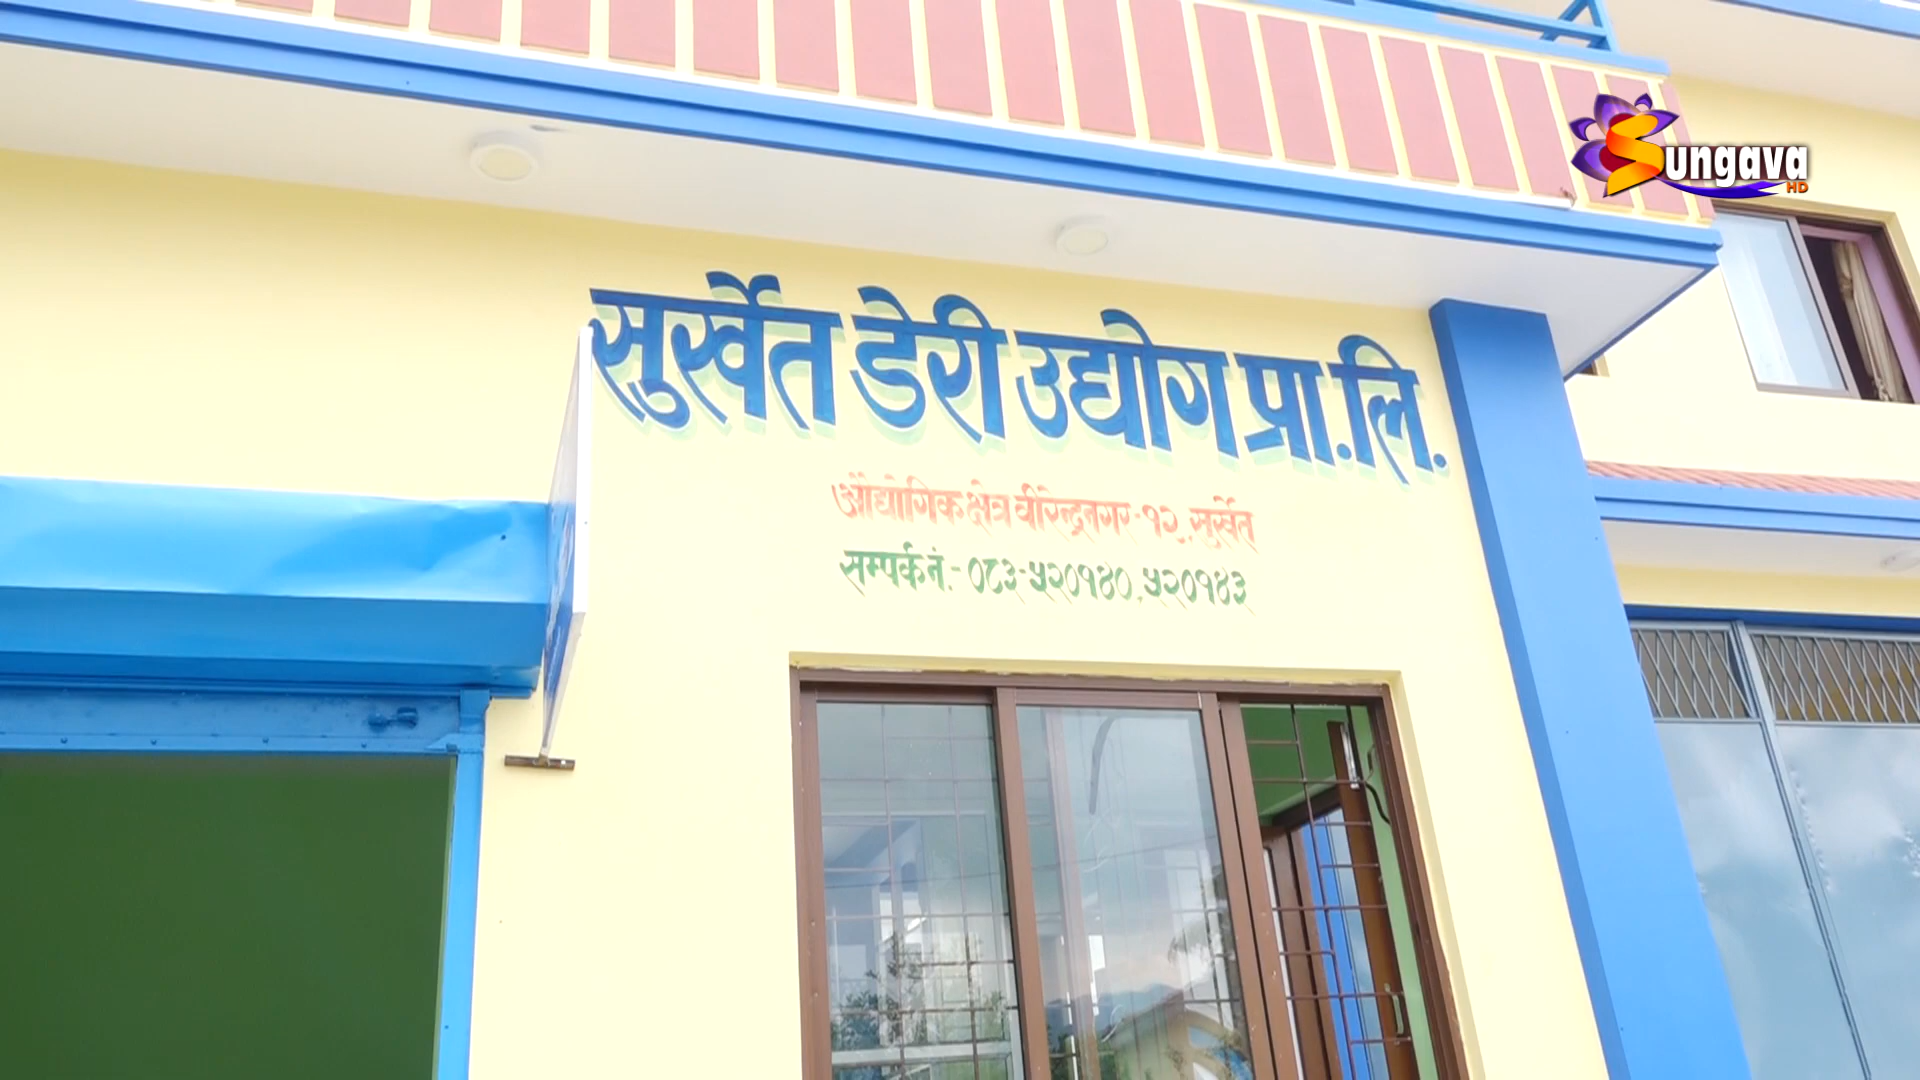 Sungava HD
सुर्खेत डेरी उद्योग प्रा.लि.
औद्योगिक क्षेत्र वीरेन्द्रनगर-१२, सुर्खेत
सम्पर्क नं.- ०८३-५२०१४०, ५२०१४३